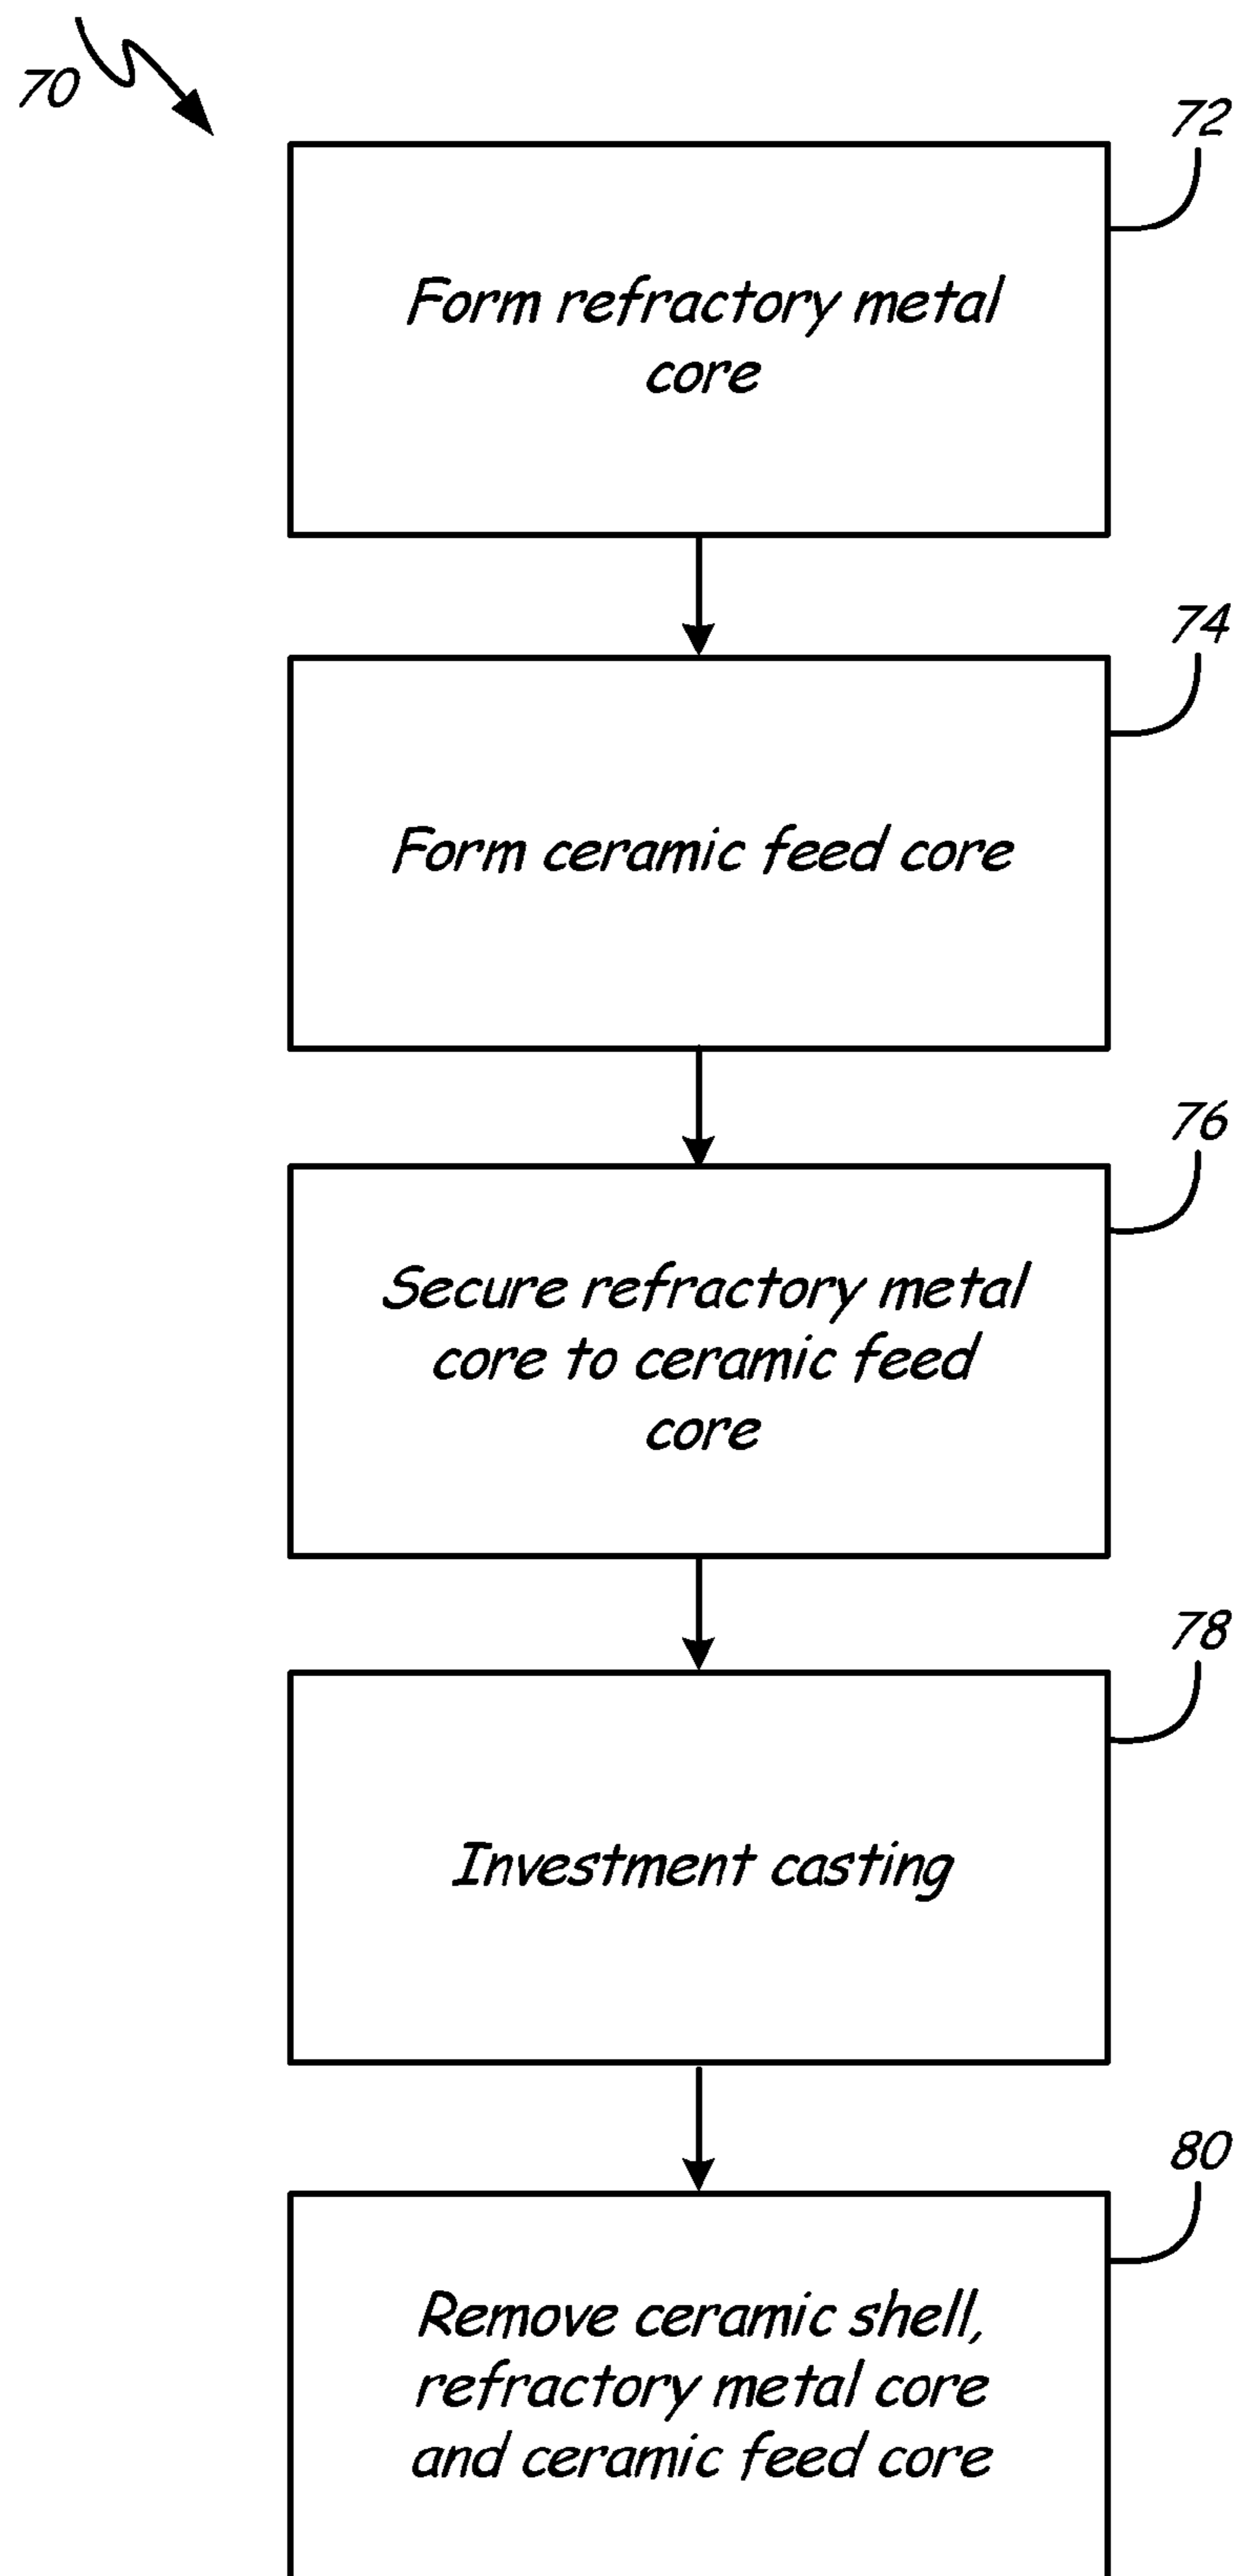 70
72
Form refractory metal
core
74
Form ceramic feed core
76
Secure refractory metal
core to ceramic feed
core
78
Investment casting
80
Remove ceramic shell,
refractory metal core
and ceramic feed core